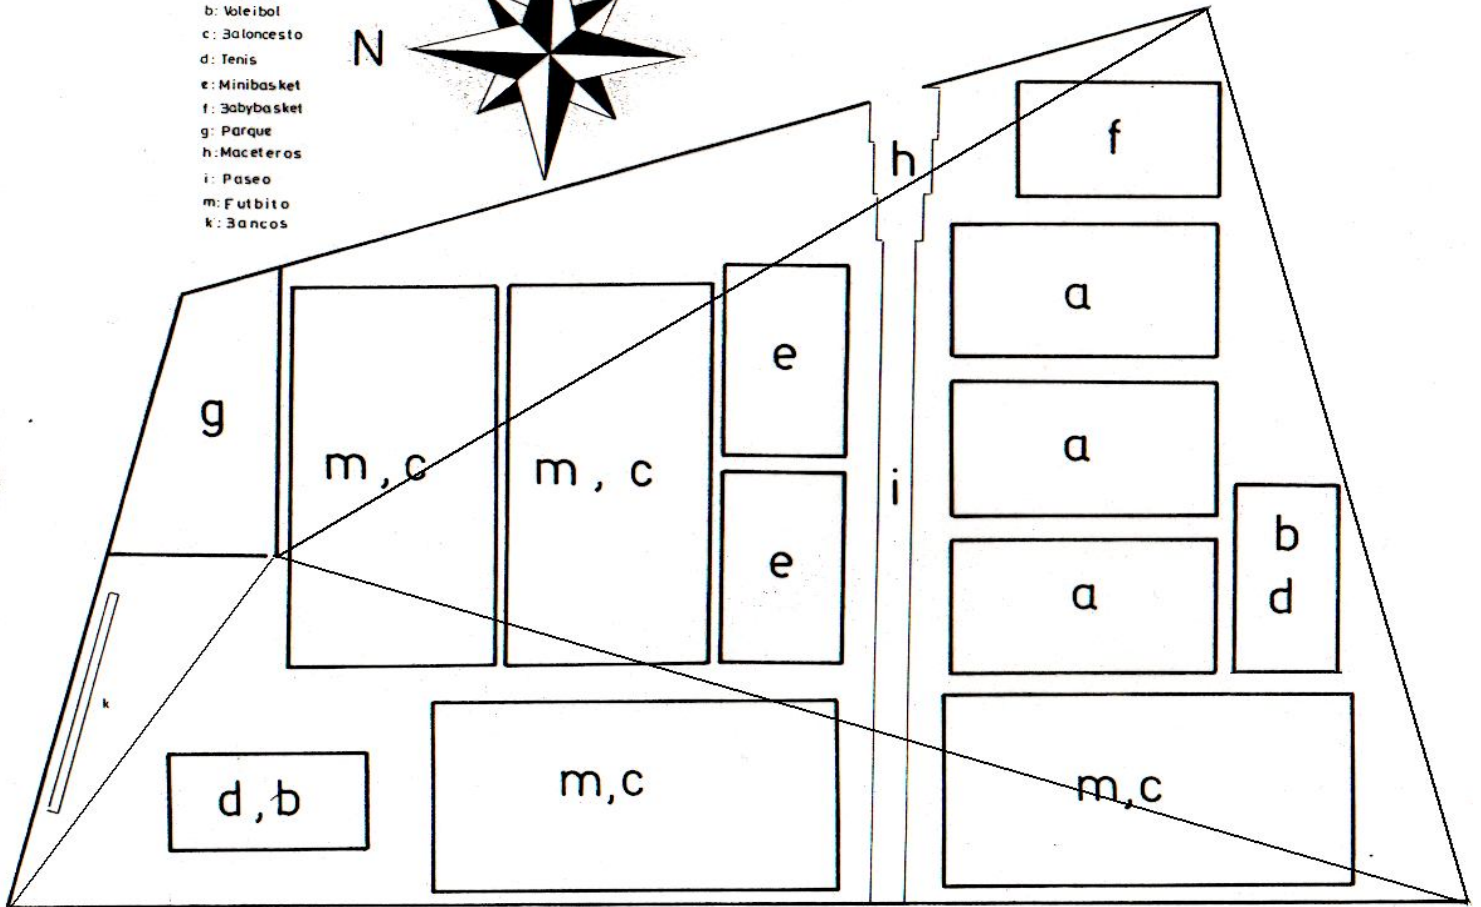 b: Voleibol
c: Baloncesto
d: Tenis
e: Minibasket
f: Babybasket
g: Parque
h: Maceteros
i: Paseo
m: Futbito
k: Bancos
N
f
h
a
e
g
m, c
m, c
a
i
b
d
e
a
k
d, b
m,c
m,c